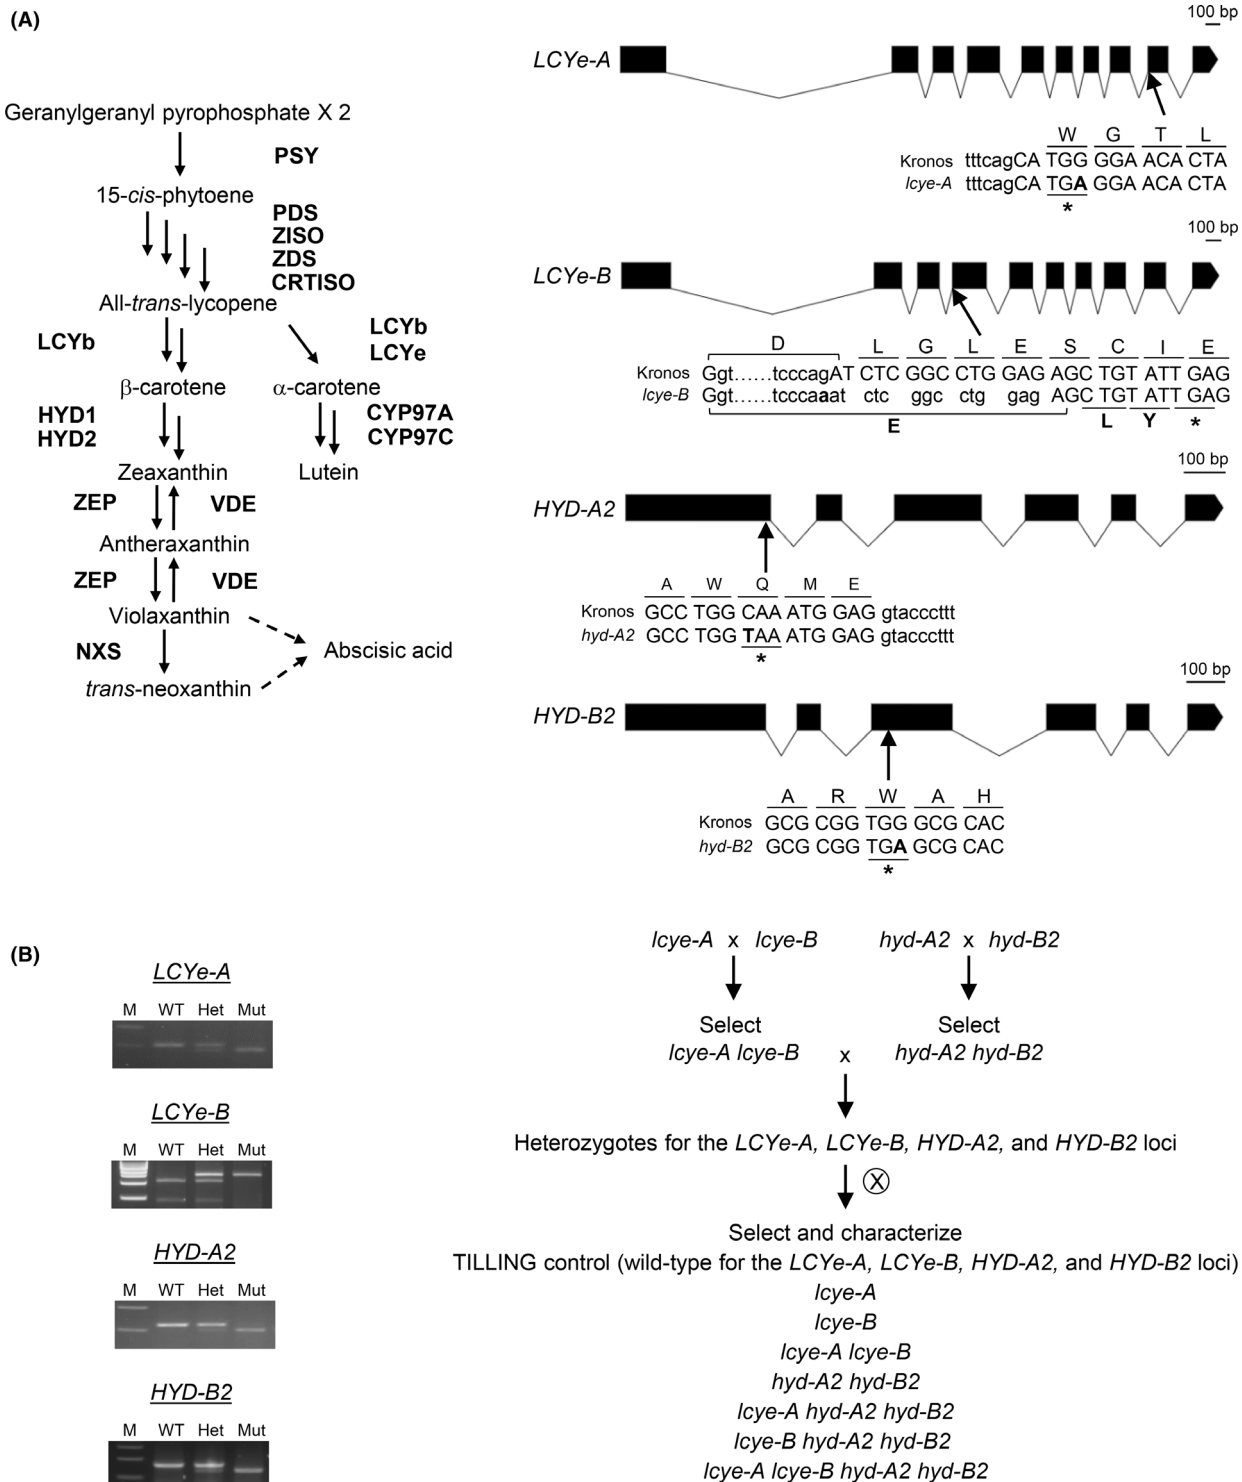 (A)
Geranylgeranyl pyrophosphate X 2
PSY
15-cis-phytoene
PDS
ZISO
ZDS
CRTISO
All-trans-lycopene
LCYb
LCYb
LCYe
β-carotene
α-carotene
HYD1
HYD2
CYP97A
CYP97C
Zeaxanthin
Lutein
ZEP
VDE
Antheraxanthin
ZEP
VDE
Violaxanthin
NXS
Abscisic acid
trans-neoxanthin
100 bp
LCYe-A
W G T L
Kronos tttcagCA TGG GGA ACA CTA
lcye-A tttcagCA TGA GGA ACA CTA
*
100 bp
LCYe-B
D L G L E S C I E
Kronos Ggt......tcccagAT CTC GGC CTG GAG AGC TGT ATT GAG
lcye-B Ggt......tcccaaat ctc ggc ctg gag AGC TGT ATT GAG
E L Y *
100 bp
HYD-A2
A W Q M E
Kronos GCC TGG CAA ATG GAG gtacccttt
hyd-A2 GCC TGG TAA ATG GAG gtacccttt
*
100 bp
HYD-B2
A R W A H
Kronos GCG CGG TGG GCG CAC
hyd-B2 GCG CGG TGA GCG CAC
*
(B)
LCYe-A
M WT Het Mut
LCYe-B
M WT Het Mut
HYD-A2
M WT Het Mut
HYD-B2
M WT Het Mut
lcye-A x lcye-B hyd-A2 x hyd-B2
Select Select
lcye-A lcye-B x hyd-A2 hyd-B2
Heterozygotes for the LCYe-A, LCYe-B, HYD-A2, and HYD-B2 loci
X
Select and characterize
TILLING control (wild-type for the LCYe-A, LCYe-B, HYD-A2, and HYD-B2 loci)
lcye-A
lcye-B
lcye-A lcye-B
hyd-A2 hyd-B2
lcye-A hyd-A2 hyd-B2
lcye-B hyd-A2 hyd-B2
lcye-A lcye-B hyd-A2 hyd-B2